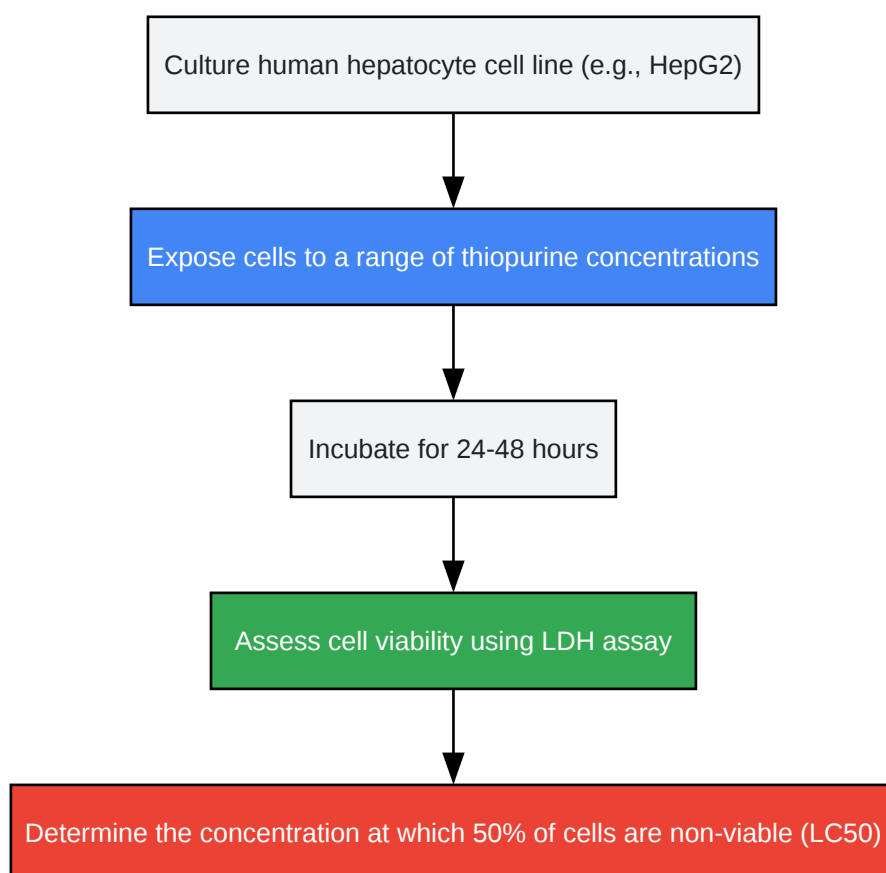 Culture human hepatocyte cell line (e.g., HepG2)
Expose cells to a range of thiopurine concentrations
Incubate for 24-48 hours
Assess cell viability using LDH assay
Determine the concentration at which 50% of cells are non-viable (LC50)